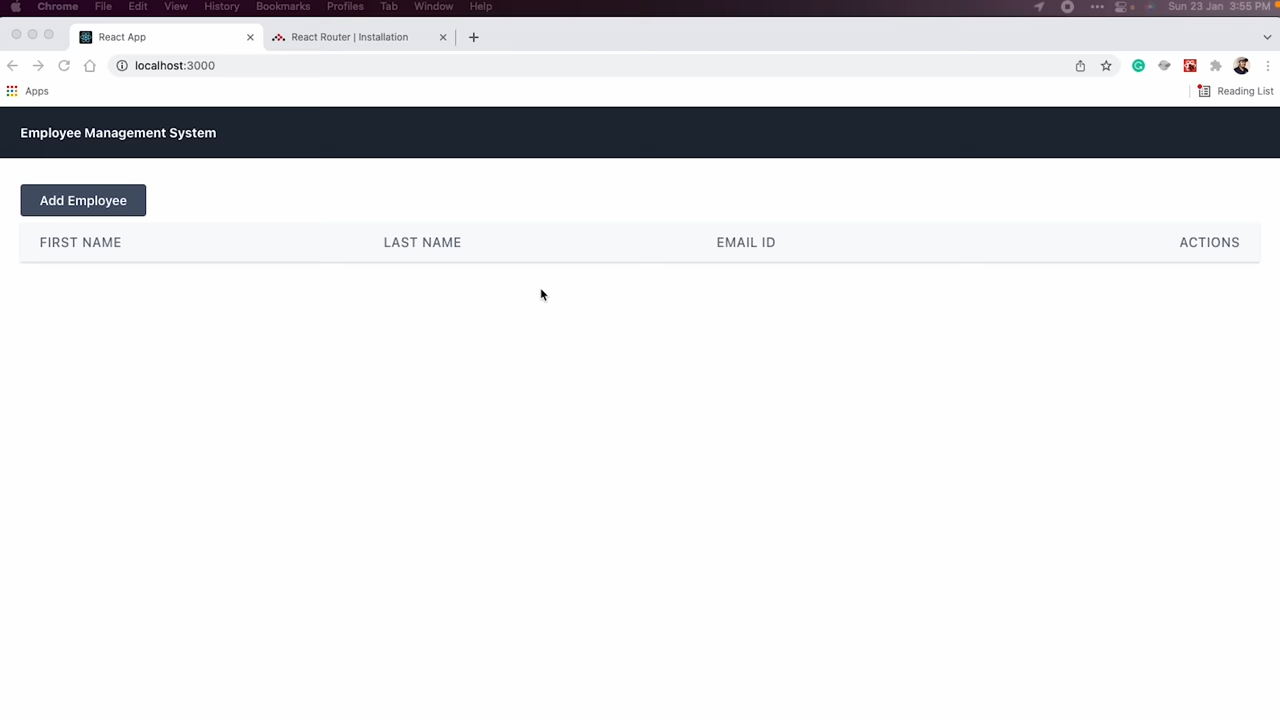 Chrome File Edit View History Bookmarks Profiles Tab Window Help Sun 23 Jan 3:55 PM
React App React Router | Installation
localhost:3000
Apps Reading List
Employee Management System
Add Employee
FIRST NAME LAST NAME EMAIL ID ACTIONS